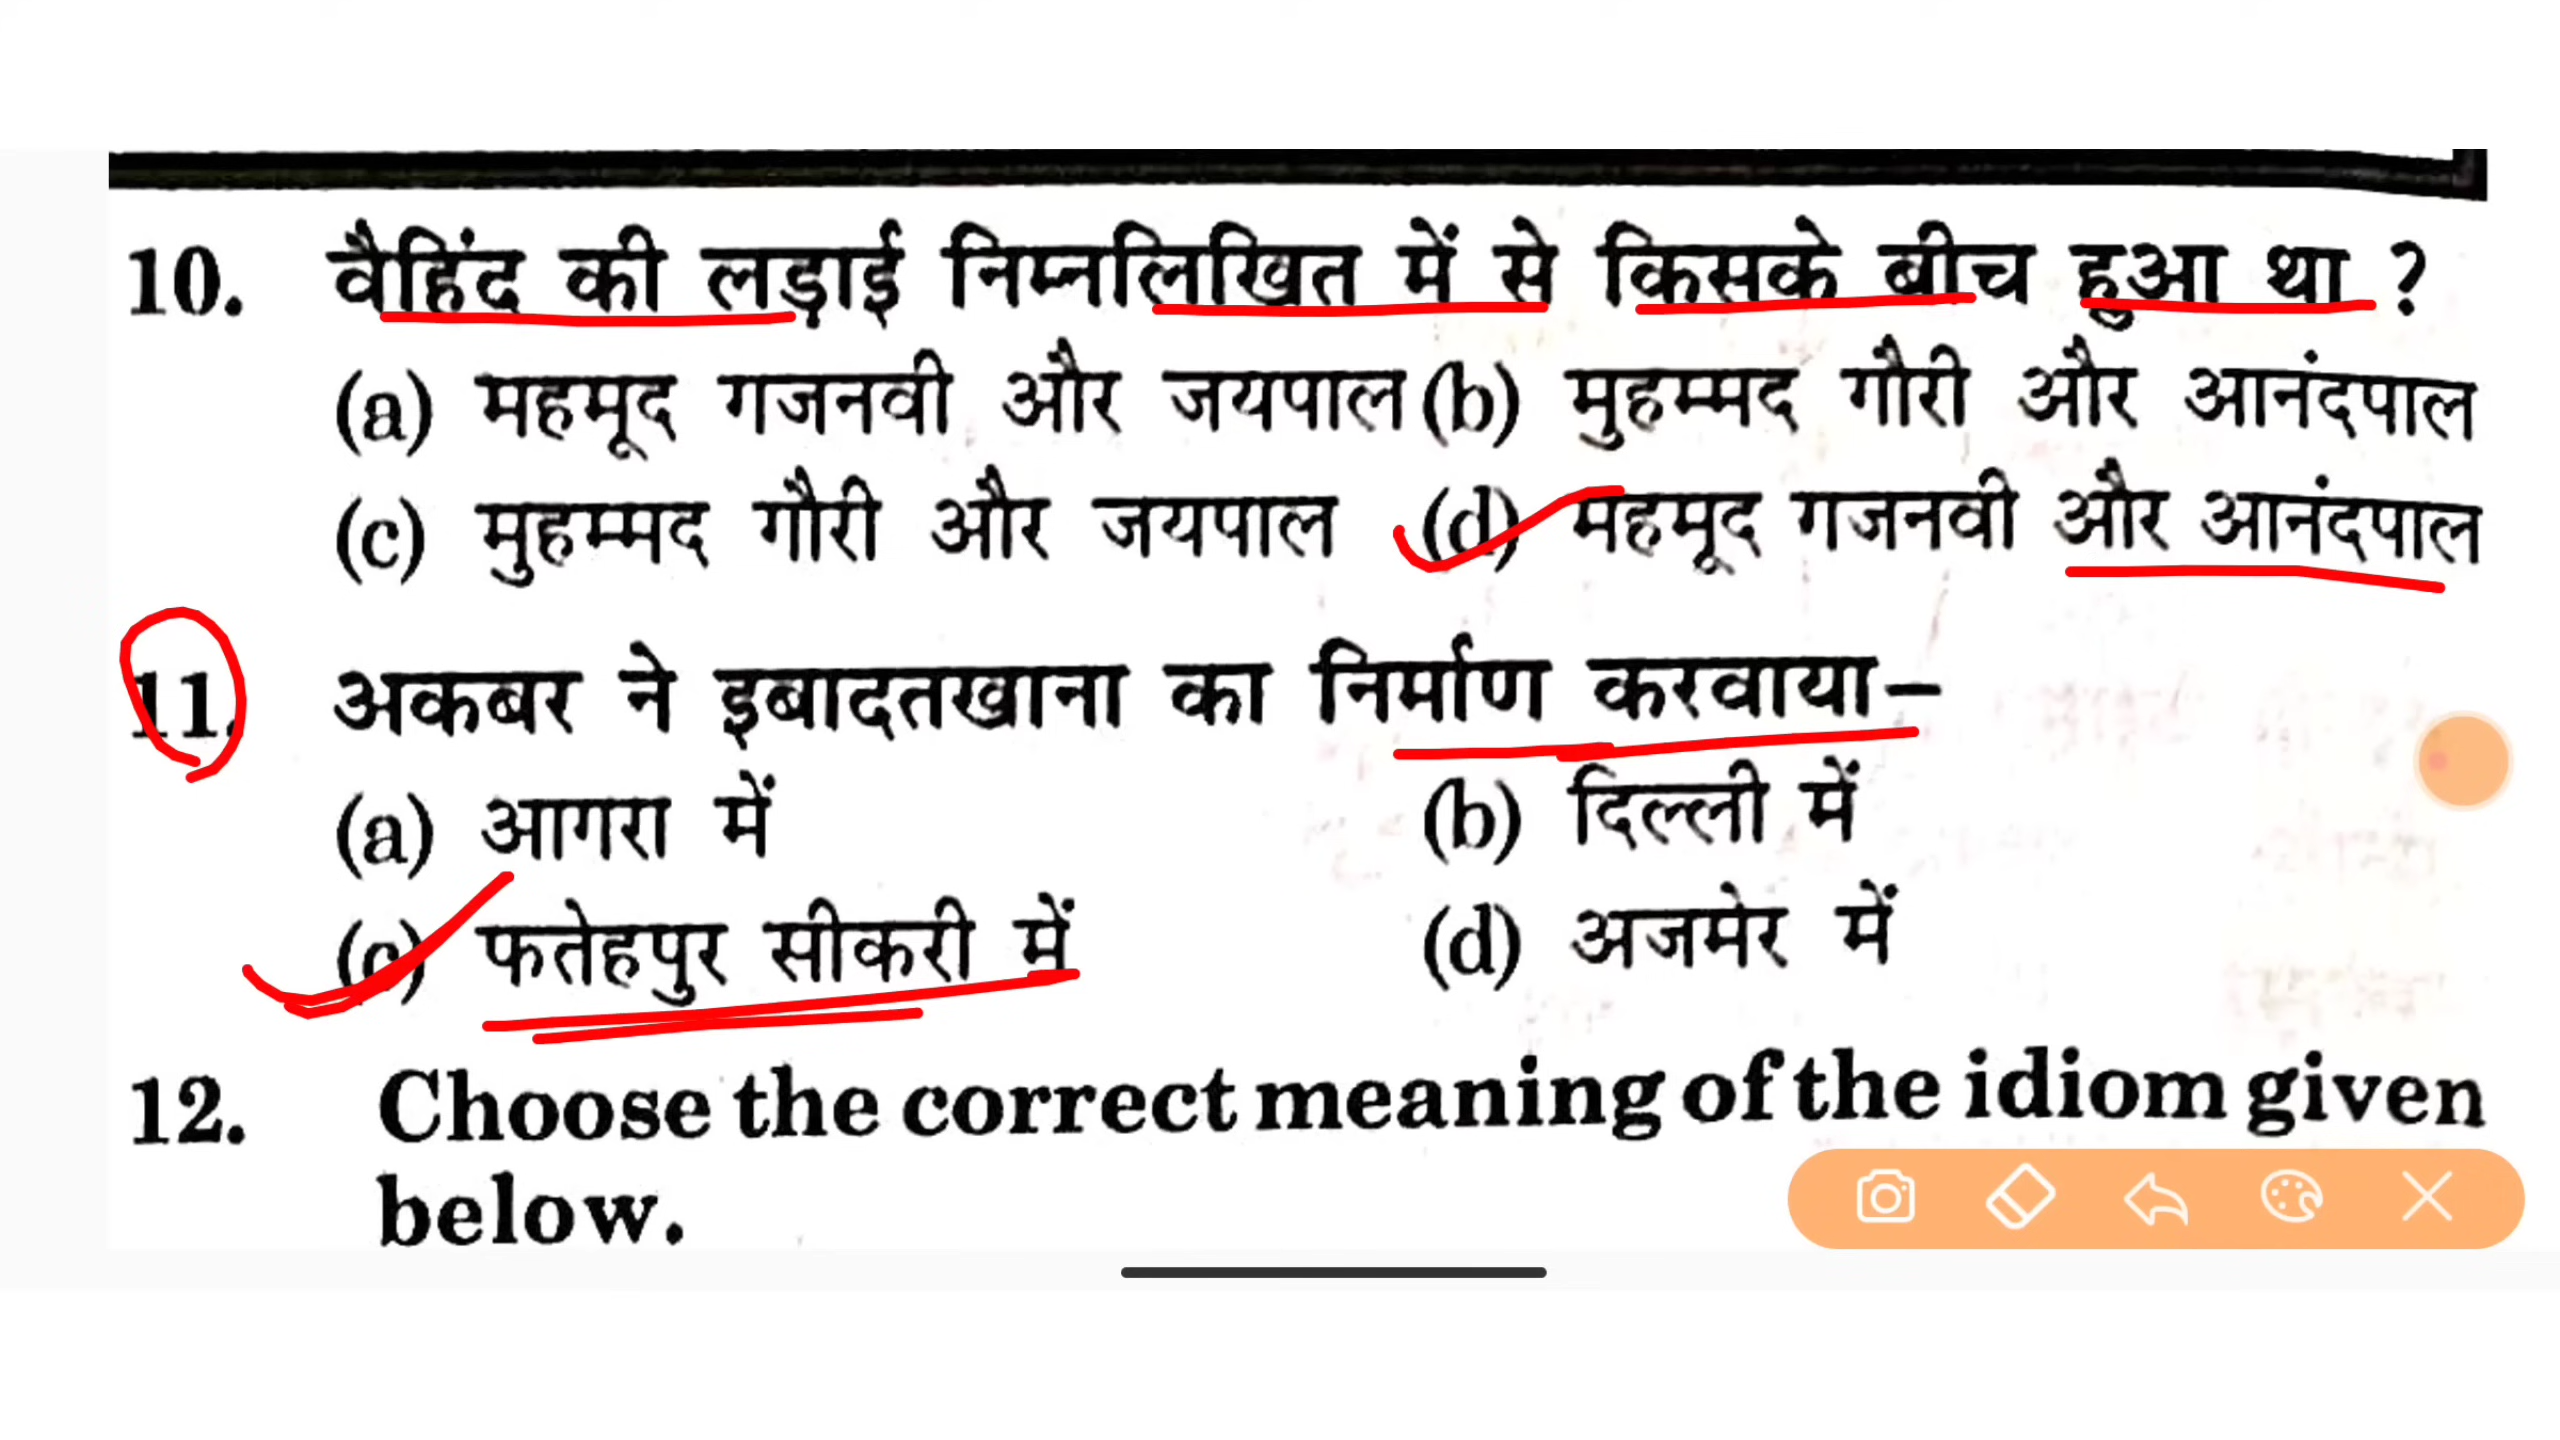 10. वैहिंद की लड़ाई निम्नलिखित में से किसके बीच हुआ था ?
(a) महमूद गजनवी और जयपाल (b) मुहम्मद गौरी और आनंदपाल
(c) मुहम्मद गौरी और जयपाल (d) महमूद गजनवी और आनंदपाल
11. अकबर ने इबादतखाना का निर्माण करवाया–
(a) आगरा में (b) दिल्ली में
(c) फतेहपुर सीकरी में (d) अजमेर में
12. Choose the correct meaning of the idiom given
below.